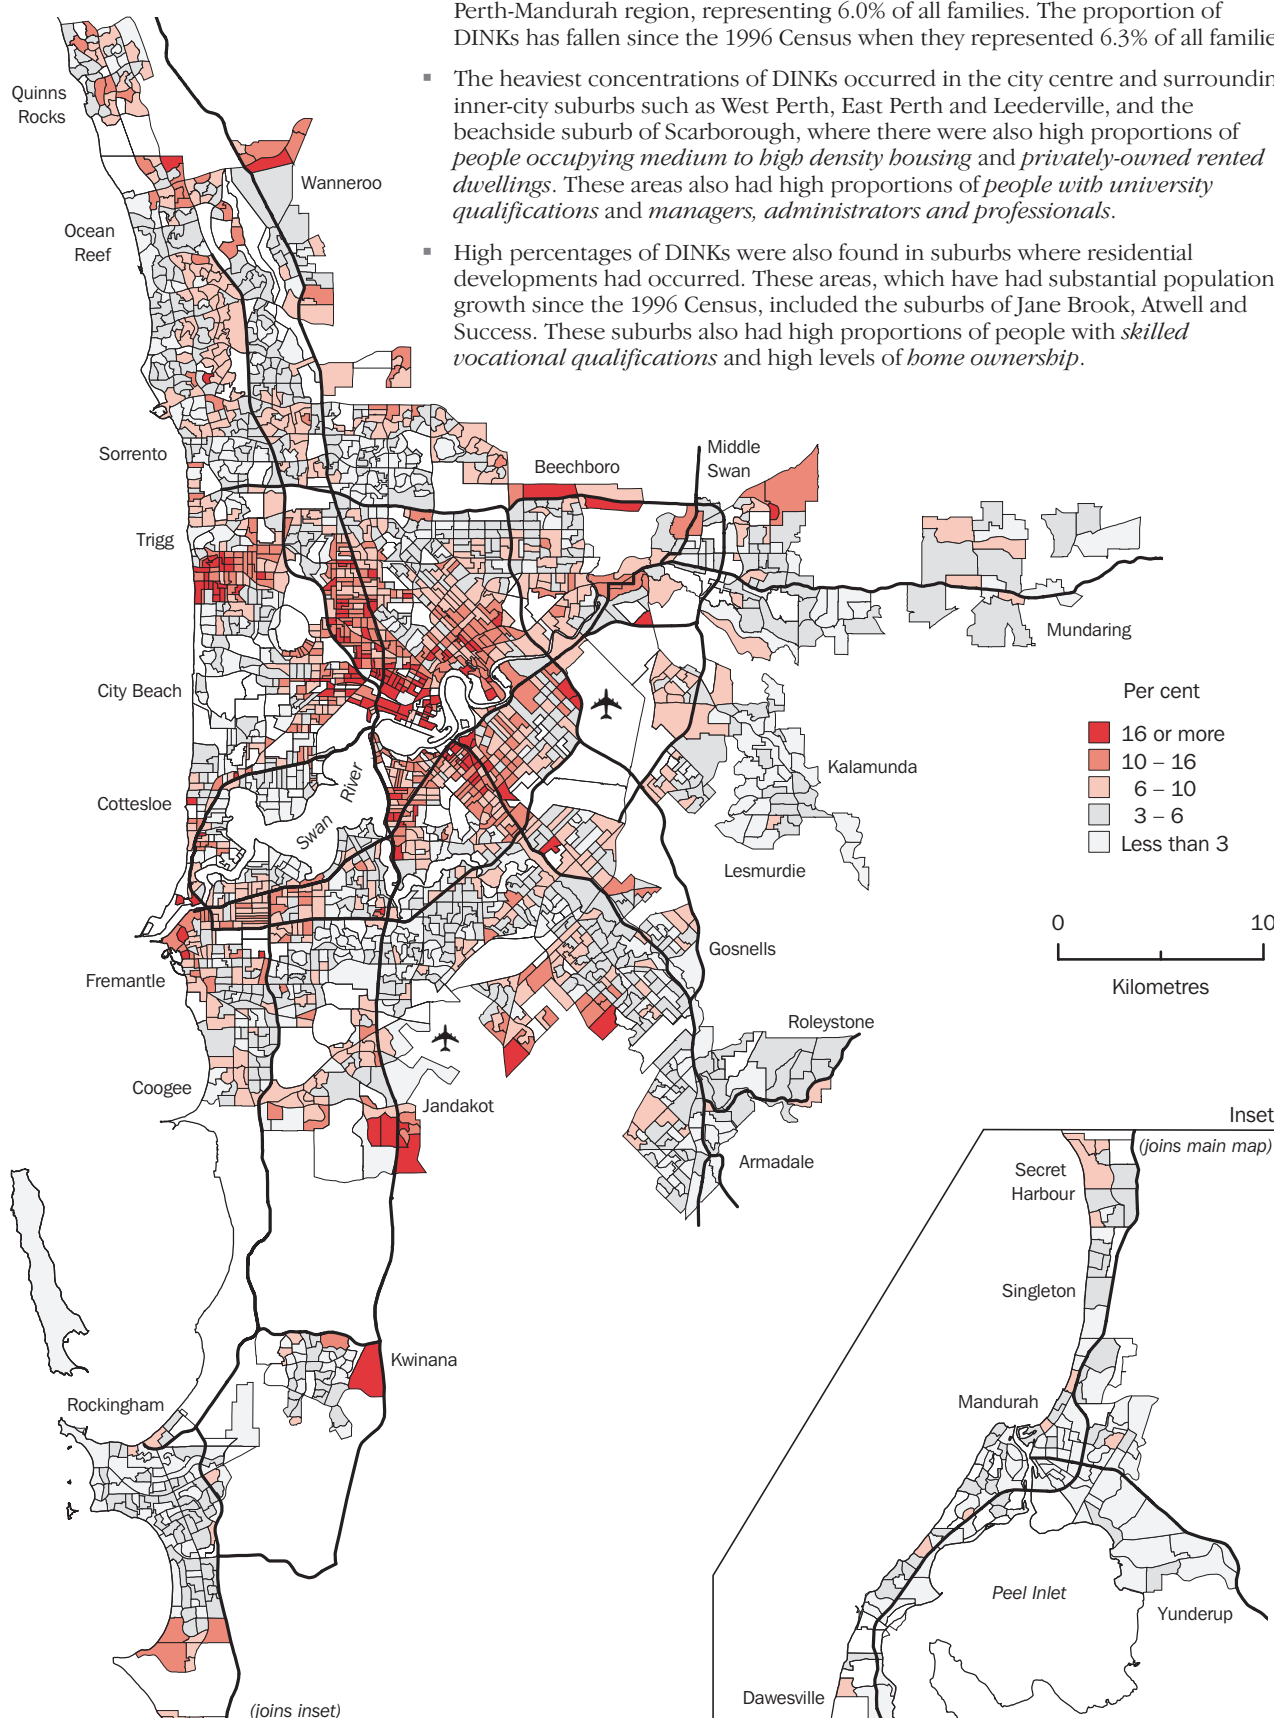 Perth-Mandurah region, representing 6.0% of all families. The proportion of
DINKs has fallen since the 1996 Census when they represented 6.3% of all familie
▪ The heaviest concentrations of DINKs occurred in the city centre and surroundin
inner-city suburbs such as West Perth, East Perth and Leederville, and the
beachside suburb of Scarborough, where there were also high proportions of
people occupying medium to high density housing and privately-owned rented
dwellings. These areas also had high proportions of people with university
qualifications and managers, administrators and professionals.
▪ High percentages of DINKs were also found in suburbs where residential
developments had occurred. These areas, which have had substantial population
growth since the 1996 Census, included the suburbs of Jane Brook, Atwell and
Success. These suburbs also had high proportions of people with skilled
vocational qualifications and high levels of home ownership.
Quinns
Rocks
Wanneroo
Ocean
Reef
Sorrento
Beechboro
Middle
Swan
Trigg
Mundaring
City Beach
Per cent
16 or more
10 – 16
6 – 10
3 – 6
Less than 3
Kalamunda
Cottesloe
Swan River
Lesmurdie
0 10
Kilometres
Gosnells
Fremantle
Roleystone
Coogee
Jandakot
Armadale
Inset
(joins main map)
Secret
Harbour
Singleton
Kwinana
Rockingham
Mandurah
Peel Inlet
Yunderup
Dawesville
(joins inset)